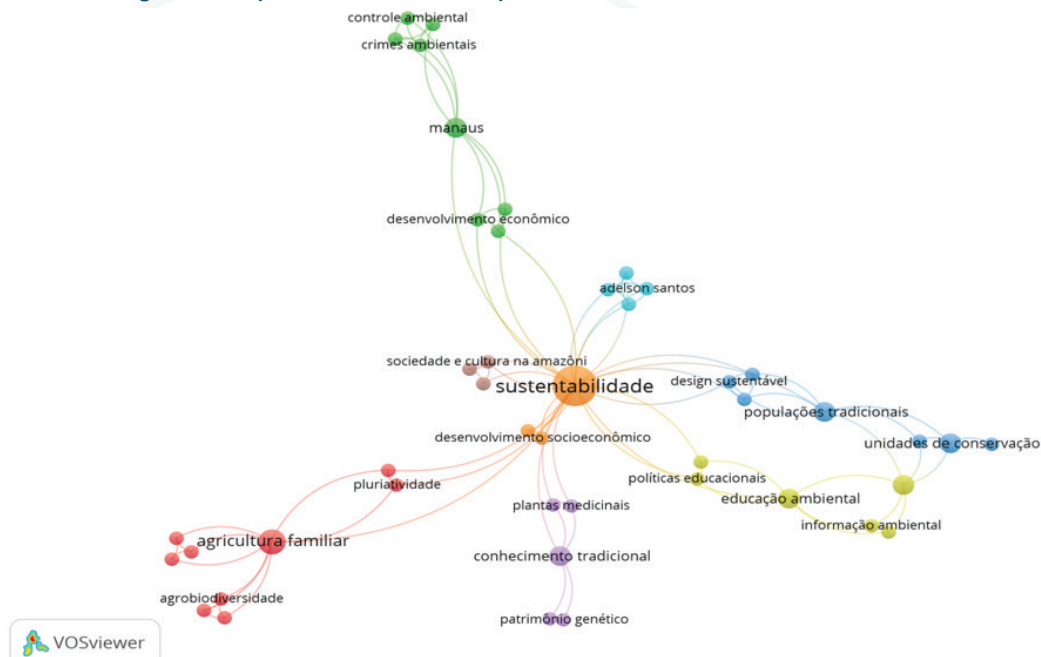 controle ambiental
crimes ambientais
manaus
desenvolvimento econômico
adelson santos
sociedade e cultura na amazôni
sustentabilidade
design sustentável
populações tradicionais
desenvolvimento socioeconômico
unidades de conservação
políticas educacionais
pluriatividade
educação ambiental
plantas medicinais
informação ambiental
agricultura familiar
conhecimento tradicional
agrobiodiversidade
patrimônio genético
VOSviewer